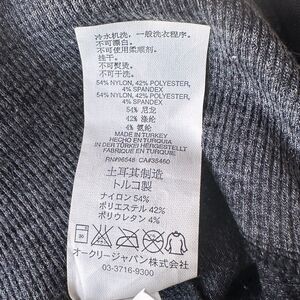 冷水机洗，一般洗衣程序。
不可漂白。
不可使用柔顺剂。
挂干。
不可熨烫。
不可干洗。
54% NYLON, 42% POLYESTER,
4% SPANDEX
54% NYLON, 42% POLYESTER,
4% SPANDEX
54% 尼龙
42% 涤纶
4% 氨纶
MADE IN TURKEY
HECHO EN TURQUIA
IN DER TÜRKEI HERGESTELLT
FABRIQUE EN TURQUIE
RN#96548 CA#35460
土耳其制造
トルコ製
ナイロン 54%
ポリエステル 42%
ポリウレタン 4%
30
オークリージャパン株式会社
03-3716-9300